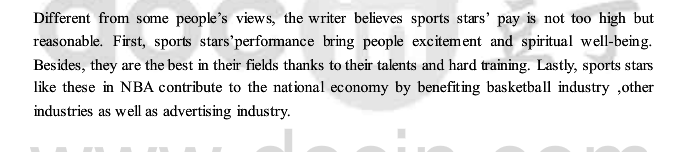 Different from some people's views, the writer believes sports stars' pay is not too high but
reasonable. First, sports stars'performance bring people excitement and spiritual well-being.
Besides, they are the best in their fields thanks to their talents and hard training. Lastly, sports stars
like these in NBA contribute to the national economy by benefiting basketball industry ,other
industries as well as advertising industry.